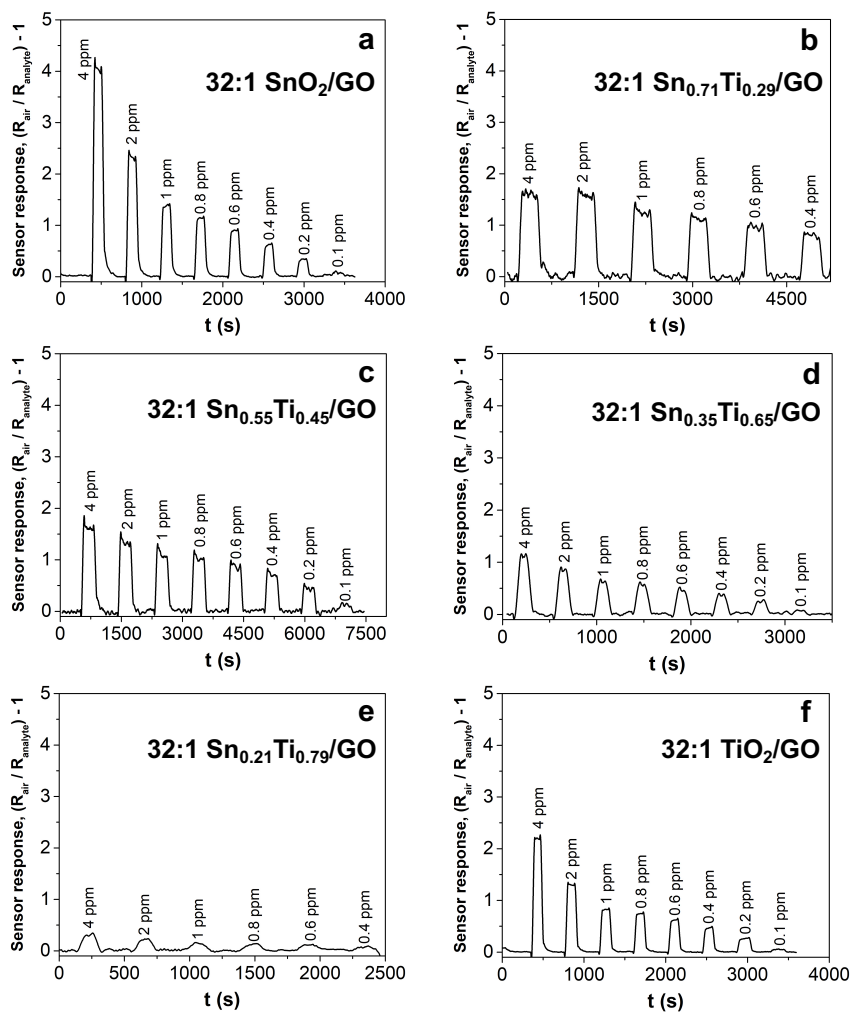 a
32:1 SnO₂/GO
Sensor response, (R_air / R_analyte) - 1
5
4
3
2
1
0
4 ppm
2 ppm
1 ppm
0.8 ppm
0.6 ppm
0.4 ppm
0.2 ppm
0.1 ppm
0 1000 2000 3000 4000
t (s)
b
32:1 Sn₀.₇₁Ti₀.₂₉/GO
Sensor response, (R_air / R_analyte) - 1
5
4
3
2
1
0
4 ppm
2 ppm
1 ppm
0.8 ppm
0.6 ppm
0.4 ppm
0 1500 3000 4500
t (s)
c
32:1 Sn₀.₅₅Ti₀.₄₅/GO
Sensor response, (R_air / R_analyte) - 1
5
4
3
2
1
0
4 ppm
2 ppm
1 ppm
0.8 ppm
0.6 ppm
0.4 ppm
0.2 ppm
0.1 ppm
0 1500 3000 4500 6000 7500
t (s)
d
32:1 Sn₀.₃₅Ti₀.₆₅/GO
Sensor response, (R_air / R_analyte) - 1
5
4
3
2
1
0
4 ppm
2 ppm
1 ppm
0.8 ppm
0.6 ppm
0.4 ppm
0.2 ppm
0.1 ppm
0 1000 2000 3000
t (s)
e
32:1 Sn₀.₂₁Ti₀.₇₉/GO
Sensor response, (R_air / R_analyte) - 1
5
4
3
2
1
0
4 ppm
2 ppm
1 ppm
0.8 ppm
0.6 ppm
0.4 ppm
0 500 1000 1500 2000 2500
t (s)
f
32:1 TiO₂/GO
Sensor response, (R_air / R_analyte) - 1
5
4
3
2
1
0
4 ppm
2 ppm
1 ppm
0.8 ppm
0.6 ppm
0.4 ppm
0.2 ppm
0.1 ppm
0 1000 2000 3000 4000
t (s)